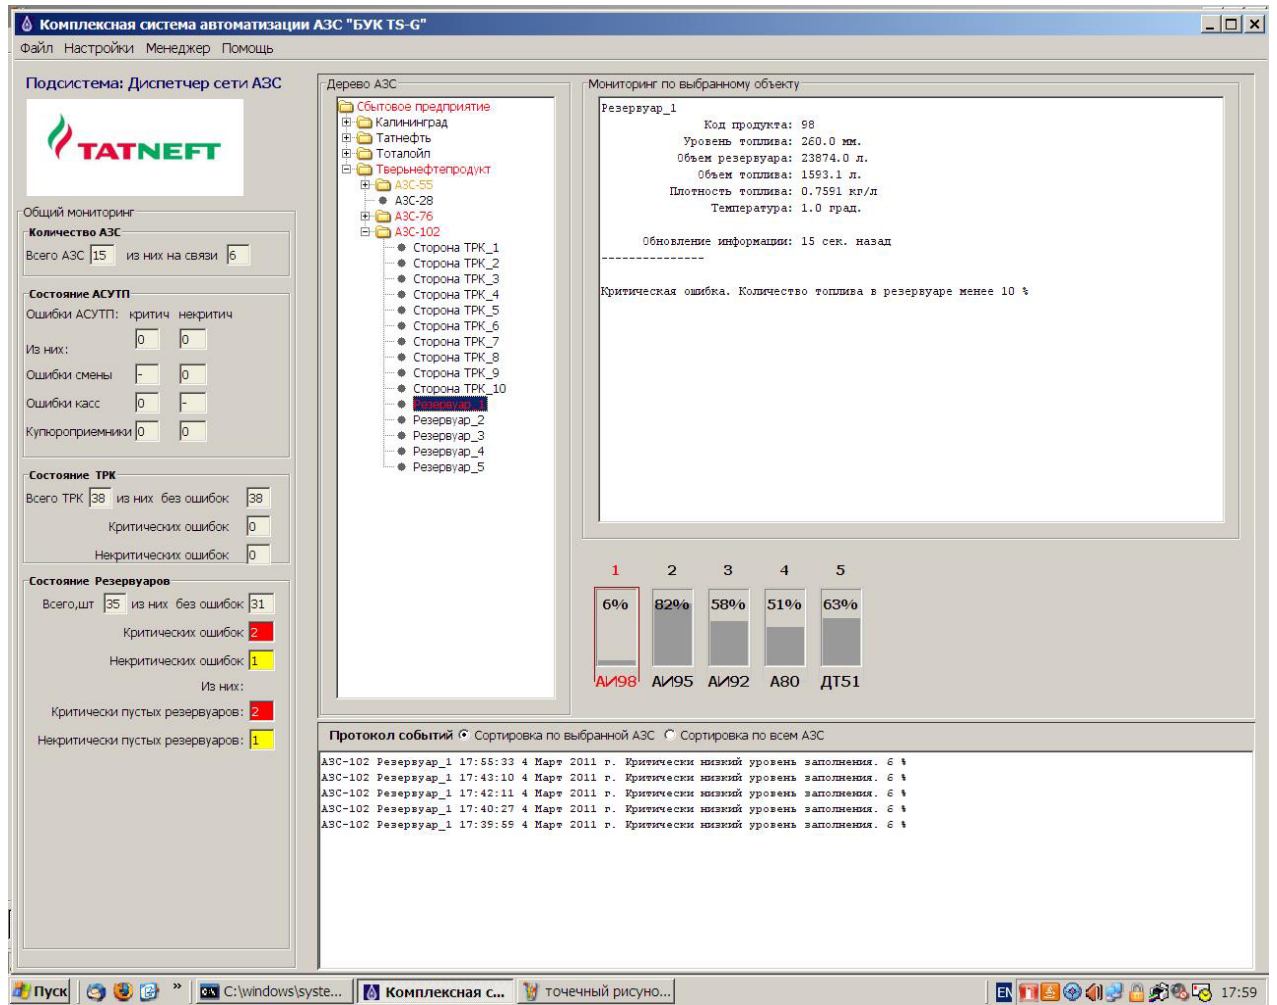 Комплексная система автоматизации АЗС "БУК TS-G"
Файл Настройки Менеджер Помощь
Подсистема: Диспетчер сети АЗС
TATNEFT
Общий мониторинг
Количество АЗС
Всего АЗС 15 из них на связи 6
Состояние АСУТП
Ошибки АСУТП: критич некритич
0 0
Из них:
Ошибки смены - 0
Ошибки касс 0 -
Купюроприемники 0 0
Состояние ТРК
Всего ТРК 38 из них без ошибок 38
Критических ошибок 0
Некритических ошибок 0
Состояние Резервуаров
Всего,шт 35 из них без ошибок 31
Критических ошибок 2
Некритических ошибок 1
Из них:
Критически пустых резервуаров: 2
Некритически пустых резервуаров: 1
Дерево АЗС
Сбытовое предприятие
Калининград
Татнефть
Тоталойл
Тверьнефтепродукт
АЗС-55
АЗС-28
АЗС-76
АЗС-102
Сторона ТРК_1
Сторона ТРК_2
Сторона ТРК_3
Сторона ТРК_4
Сторона ТРК_5
Сторона ТРК_6
Сторона ТРК_7
Сторона ТРК_8
Сторона ТРК_9
Сторона ТРК_10
Резервуар_1
Резервуар_2
Резервуар_3
Резервуар_4
Резервуар_5
Мониторинг по выбранному объекту
Резервуар_1
Код продукта: 98
Уровень топлива: 260.0 мм.
Объем резервуара: 23874.0 л.
Объем топлива: 1593.1 л.
Плотность топлива: 0.7591 кг/л
Температура: 1.0 град.
Обновление информации: 15 сек. назад
---------------
Критическая ошибка. Количество топлива в резервуаре менее 10 %
1 2 3 4 5
6% 82% 58% 51% 63%
АИ98 АИ95 АИ92 А80 ДТ51
Протокол событий Сортировка по выбранной АЗС Сортировка по всем АЗС
АЗС-102 Резервуар_1 17:55:33 4 Март 2011 г. Критически низкий уровень заполнения. 6 %
АЗС-102 Резервуар_1 17:43:10 4 Март 2011 г. Критически низкий уровень заполнения. 6 %
АЗС-102 Резервуар_1 17:42:11 4 Март 2011 г. Критически низкий уровень заполнения. 6 %
АЗС-102 Резервуар_1 17:40:27 4 Март 2011 г. Критически низкий уровень заполнения. 6 %
АЗС-102 Резервуар_1 17:39:59 4 Март 2011 г. Критически низкий уровень заполнения. 6 %
Пуск » C:\windows\syste... Комплексная с... точечный рисуно... EN 17:59